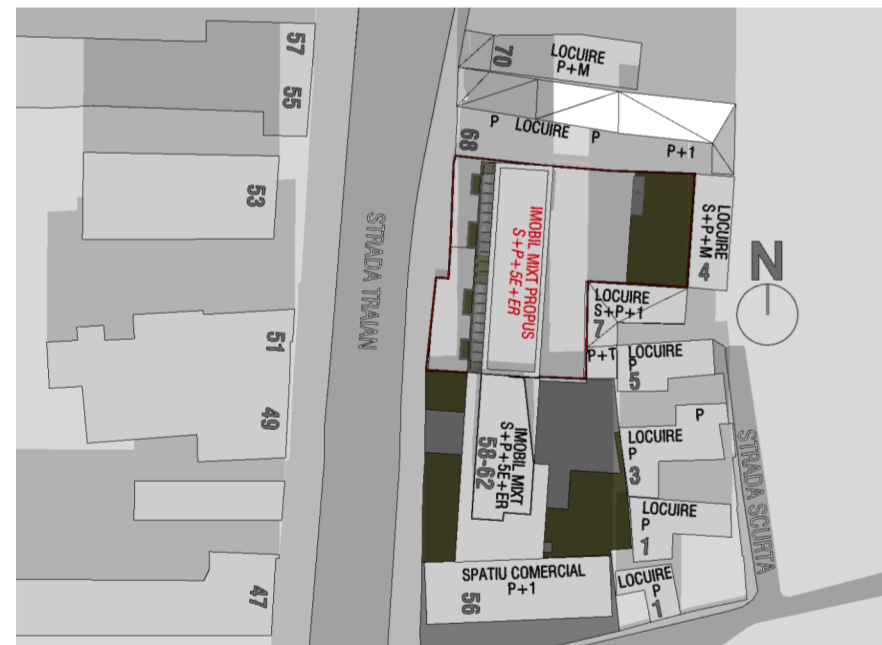 57
55
53
51
49
47
STRADA TRAIAN
70
LOCUIRE
P+M
68
P LOCUIRE P
P+1
IMOBIL MIXT PROPUS
S+P+5E+ER
LOCUIRE
S+P+M
4
N
LOCUIRE
S+P+1
7
P+1
LOCUIRE
P
5
P
LOCUIRE
P
3
LOCUIRE
P
1
LOCUIRE
P
1
IMOBIL MIXT
S+P+5E+ER
58-62
SPATIU COMERCIAL
P+1
56
STRADA SCURTA